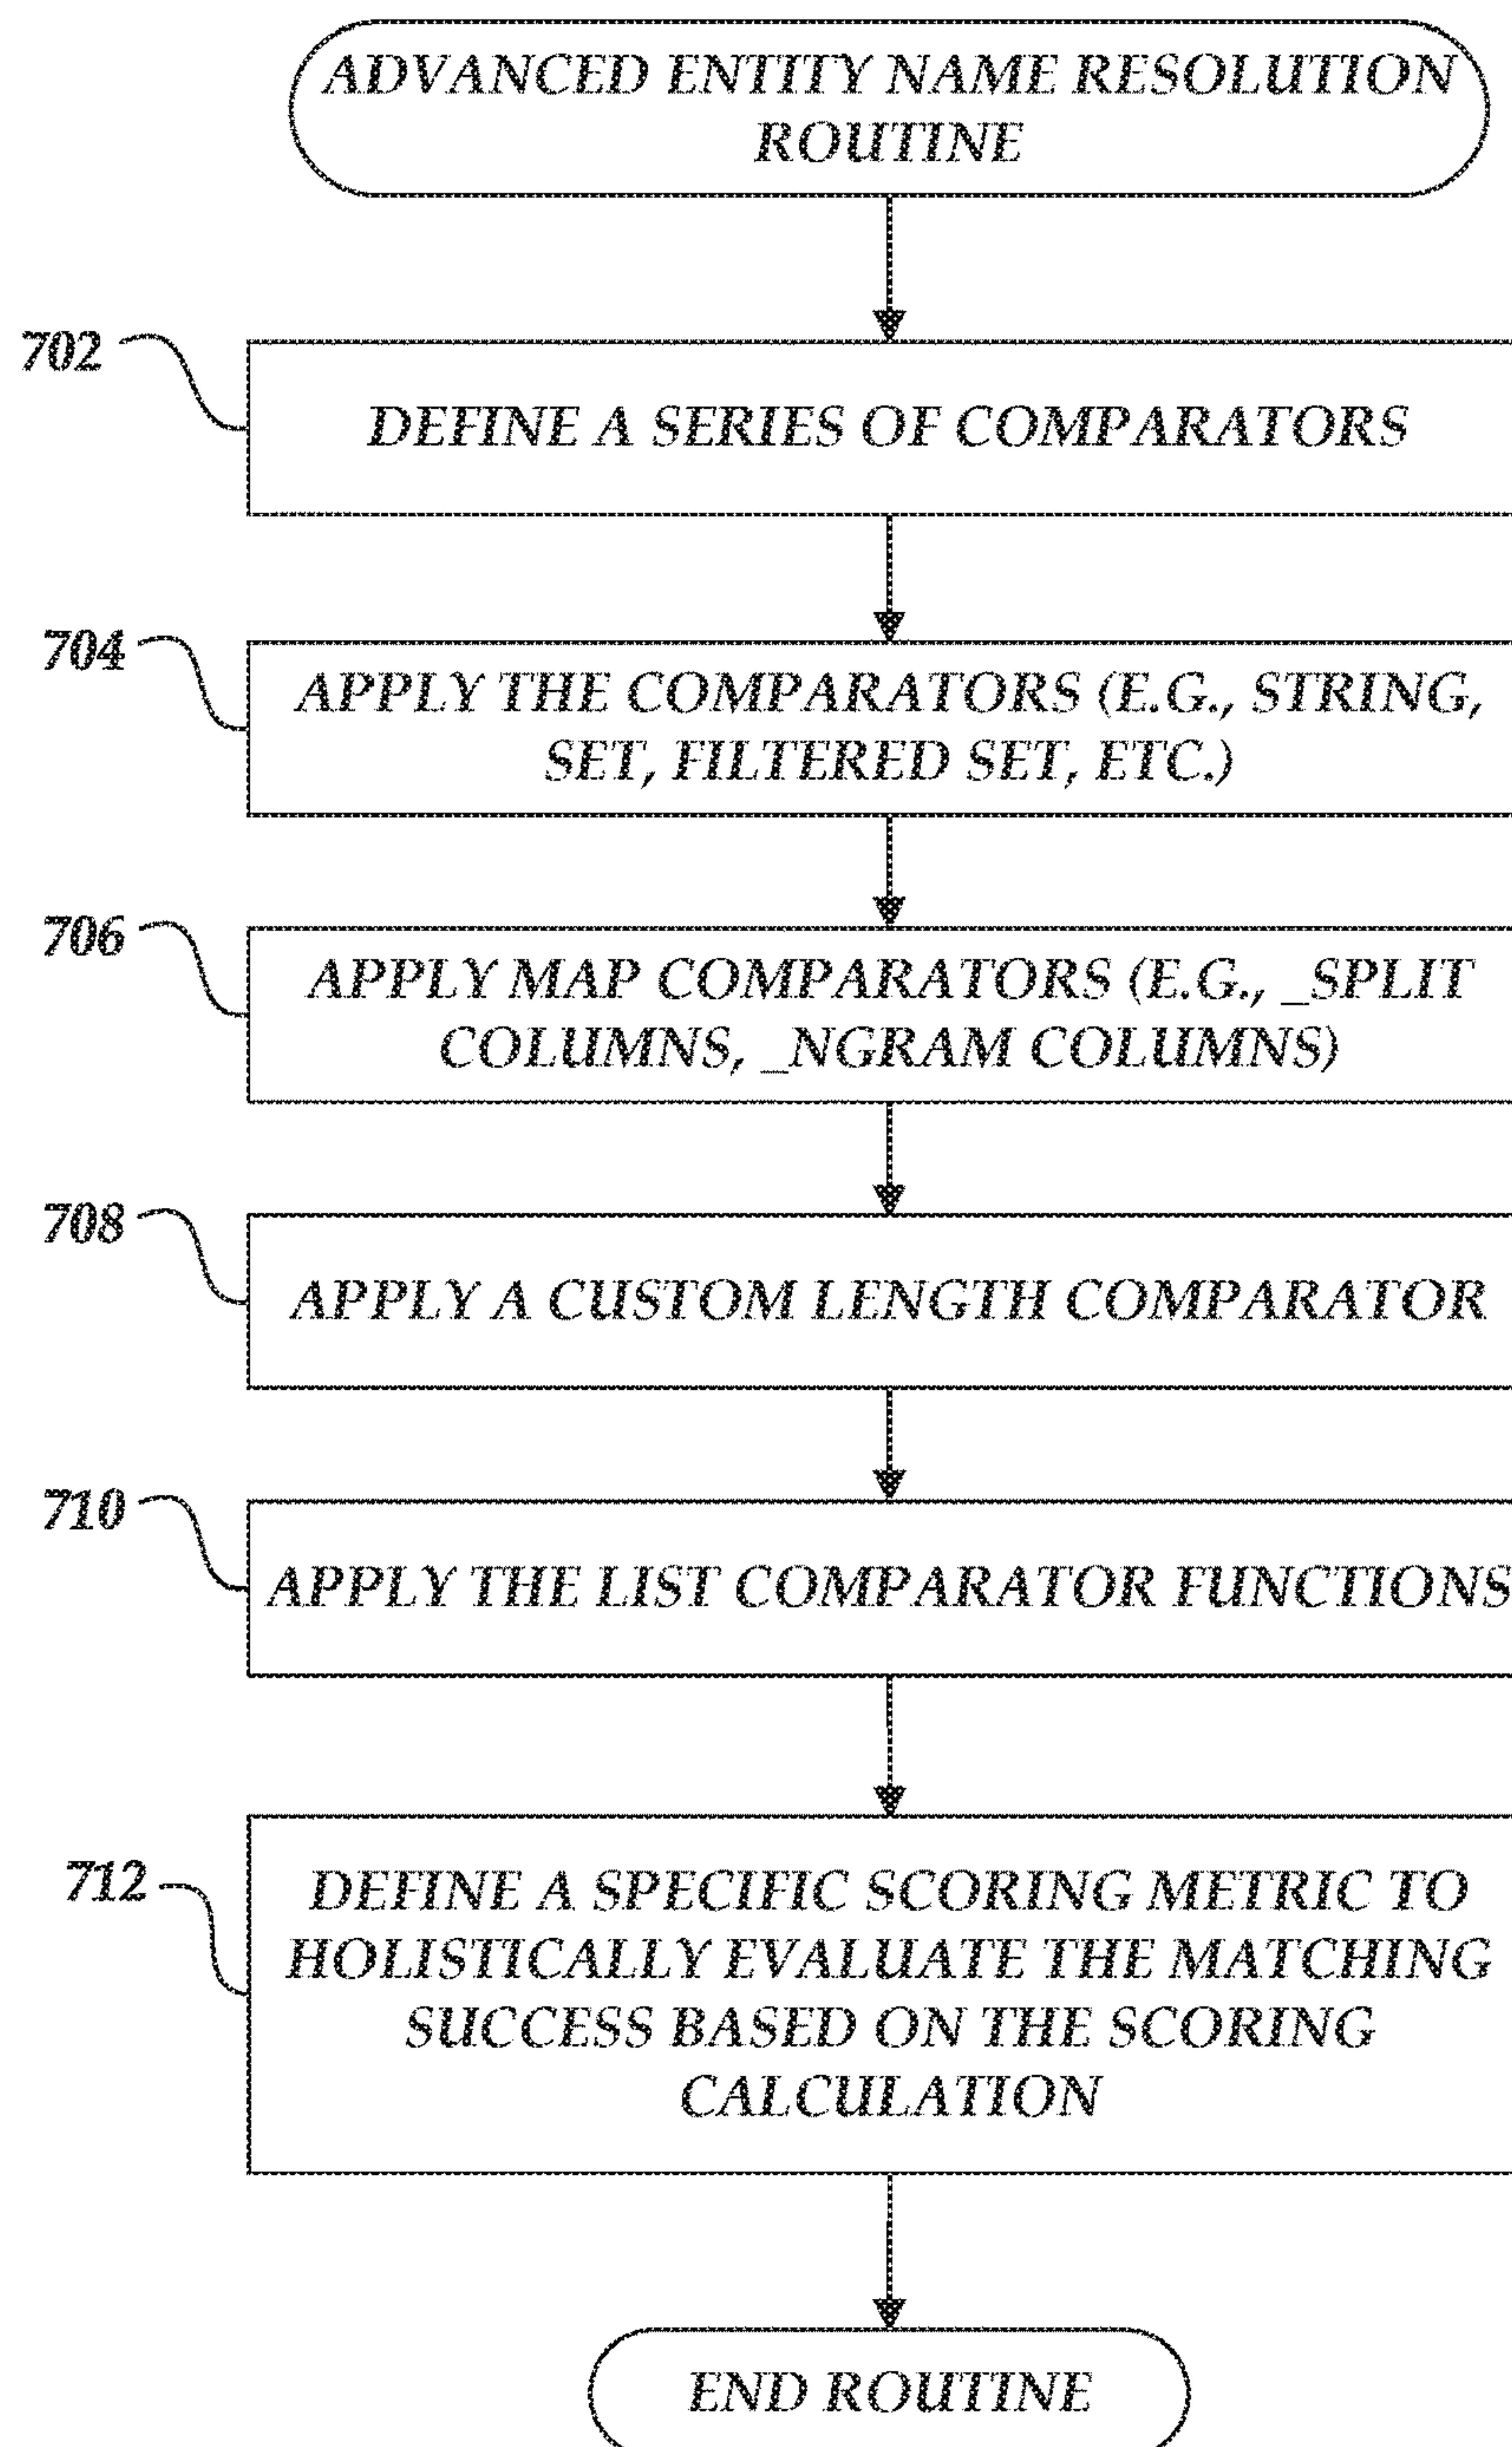 ADVANCED ENTITY NAME RESOLUTION
ROUTINE
702
DEFINE A SERIES OF COMPARATORS
704
APPLY THE COMPARATORS (E.G., STRING,
SET, FILTERED SET, ETC.)
706
APPLY MAP COMPARATORS (E.G., _SPLIT
COLUMNS, _NGRAM COLUMNS)
708
APPLY A CUSTOM LENGTH COMPARATOR
710
APPLY THE LIST COMPARATOR FUNCTIONS
712
DEFINE A SPECIFIC SCORING METRIC TO
HOLISTICALLY EVALUATE THE MATCHING
SUCCESS BASED ON THE SCORING
CALCULATION
END ROUTINE